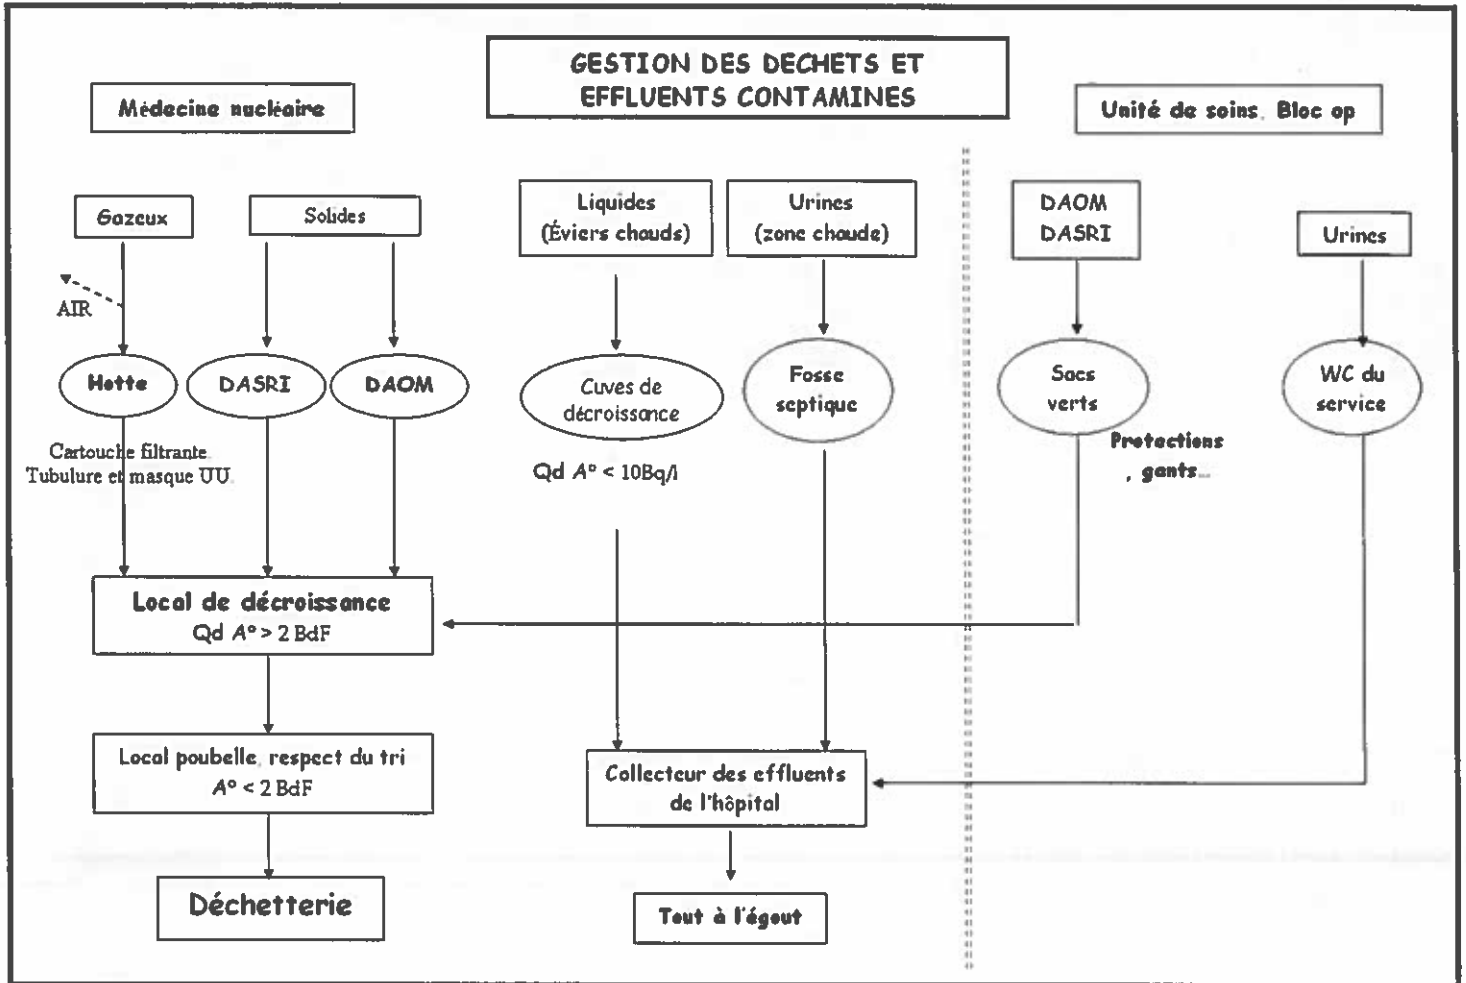 GESTION DES DECHETS ET
EFFLUENTS CONTAMINES
Médecine nucléaire
Unité de soins, Bloc op
Gazeux
Solides
Liquides
(Éviers chauds)
Urines
(zone chaude)
DAOM
DASRI
Urines
AIR
Hotte
DASRI
DAOM
Cuves de
décroissance
Fosse
septique
Sacs
verts
WC du
service
Cartouche filtrante.
Tubulure et masque UU.
Qd A° < 10Bq/l
Protections
, gants...
Local de décroissance
Qd A° > 2 BdF
Local poubelle, respect du tri
A° < 2 BdF
Collecteur des effluents
de l'hôpital
Déchetterie
Tout à l'égout